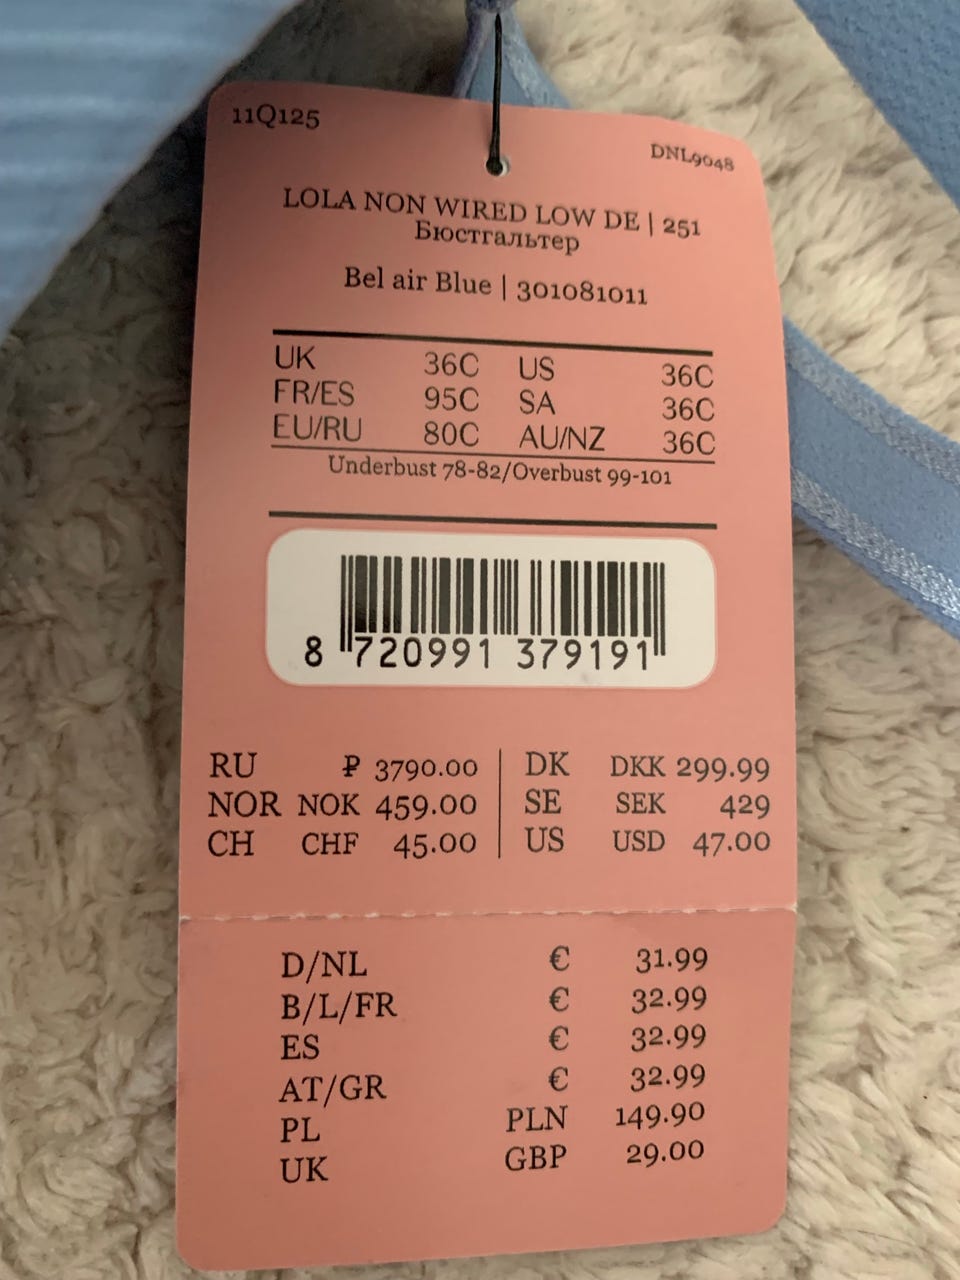 11Q125
DNL9048
LOLA NON WIRED LOW DE | 251
Бюстгальтер
Bel air Blue | 301081011
UK 36C US 36C
FR/ES 95C SA 36C
EU/RU 80C AU/NZ 36C
Underbust 78-82/Overbust 99-101
8 720991 379191
RU ₽ 3790.00 DK DKK 299.99
NOR NOK 459.00 SE SEK 429
CH CHF 45.00 US USD 47.00
D/NL € 31.99
B/L/FR € 32.99
ES € 32.99
AT/GR € 32.99
PL PLN 149.90
UK GBP 29.00